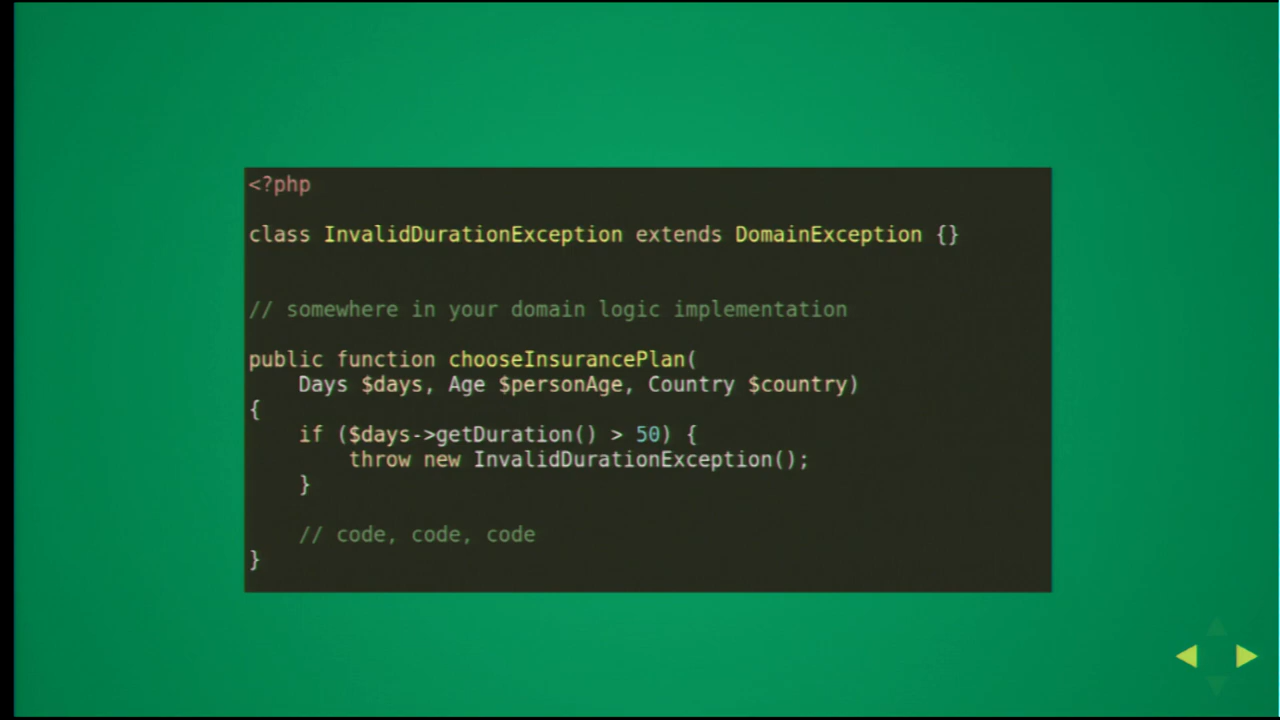 <?php
class InvalidDurationException extends DomainException {}
// somewhere in your domain logic implementation
public function chooseInsurancePlan(
    Days $days, Age $personAge, Country $country)
{
    if ($days->getDuration() > 50) {
        throw new InvalidDurationException();
    }
    // code, code, code
}